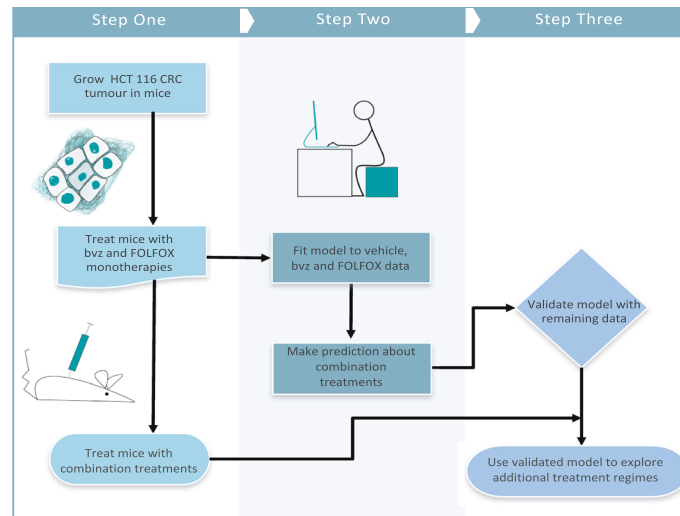 Step One
Step Two
Step Three
Grow HCT 116 CRC
tumour in mice
Treat mice with
bvz and FOLFOX
monotherapies
Fit model to vehicle,
bvz and FOLFOX data
Validate model with
remaining data
Make prediction about
combination
treatments
Treat mice with
combination treatments
Use validated model to explore
additional treatment regimes